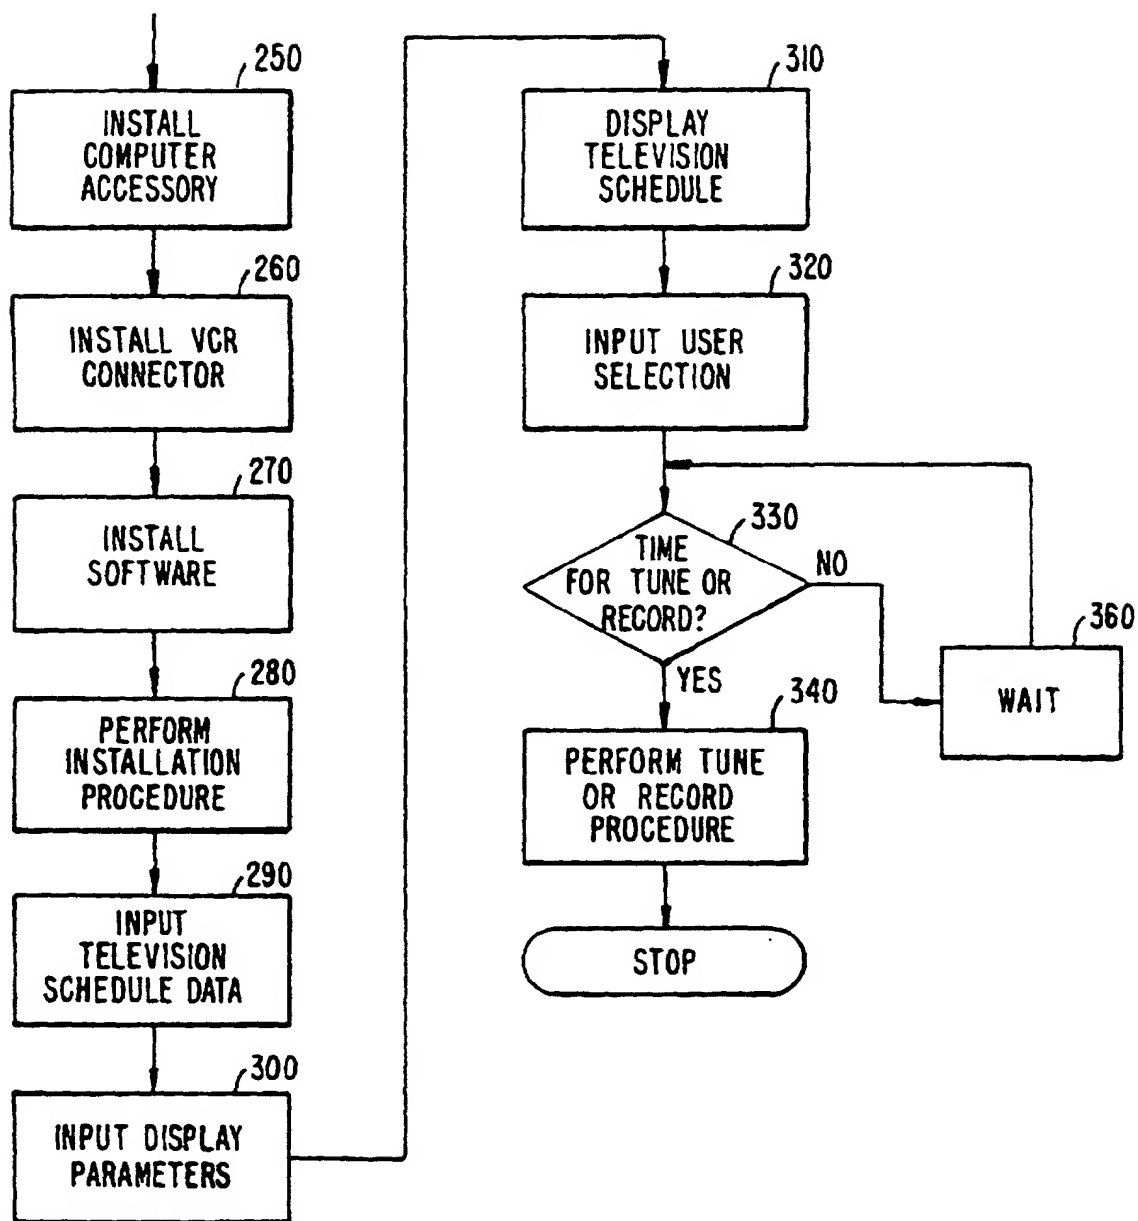 250
INSTALL
COMPUTER
ACCESSORY
260
INSTALL VCR
CONNECTOR
270
INSTALL
SOFTWARE
280
PERFORM
INSTALLATION
PROCEDURE
290
INPUT
TELEVISION
SCHEDULE DATA
300
INPUT DISPLAY
PARAMETERS
310
DISPLAY
TELEVISION
SCHEDULE
320
INPUT USER
SELECTION
330
TIME
FOR TUNE OR
RECORD?
NO
YES
360
WAIT
340
PERFORM TUNE
OR RECORD
PROCEDURE
STOP